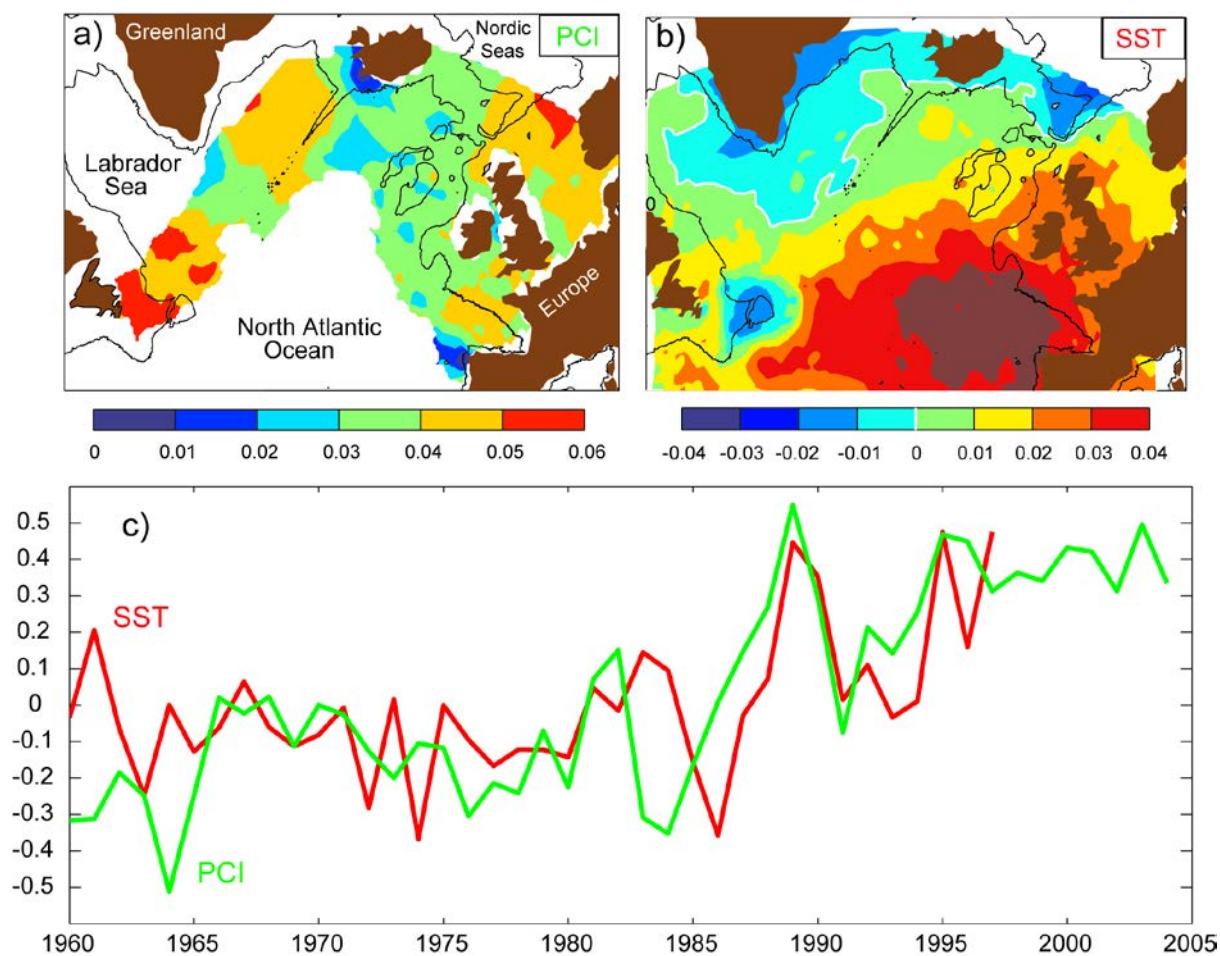 a)
Greenland
Nordic
Seas
PCI
Labrador
Sea
North Atlantic
Ocean
Europe
0 0.01 0.02 0.03 0.04 0.05 0.06
b)
SST
-0.04 -0.03 -0.02 -0.01 0 0.01 0.02 0.03 0.04
c)
0.5
0.4
0.3
0.2
0.1
0
-0.1
-0.2
-0.3
-0.4
-0.5
SST
PCI
1960 1965 1970 1975 1980 1985 1990 1995 2000 2005